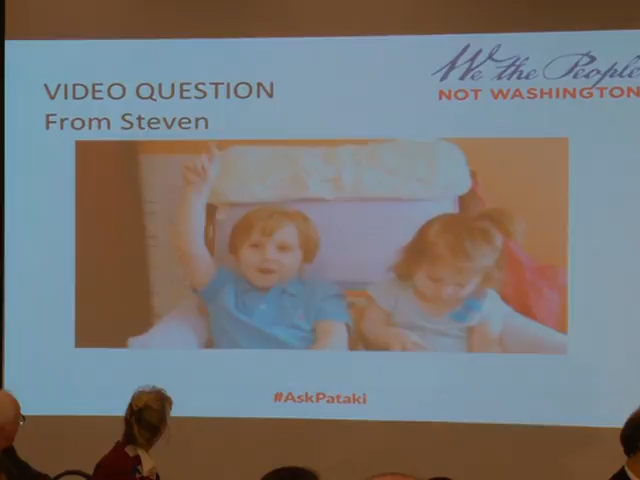 VIDEO QUESTION
From Steven
We the People
NOT WASHINGTON
#AskPataki